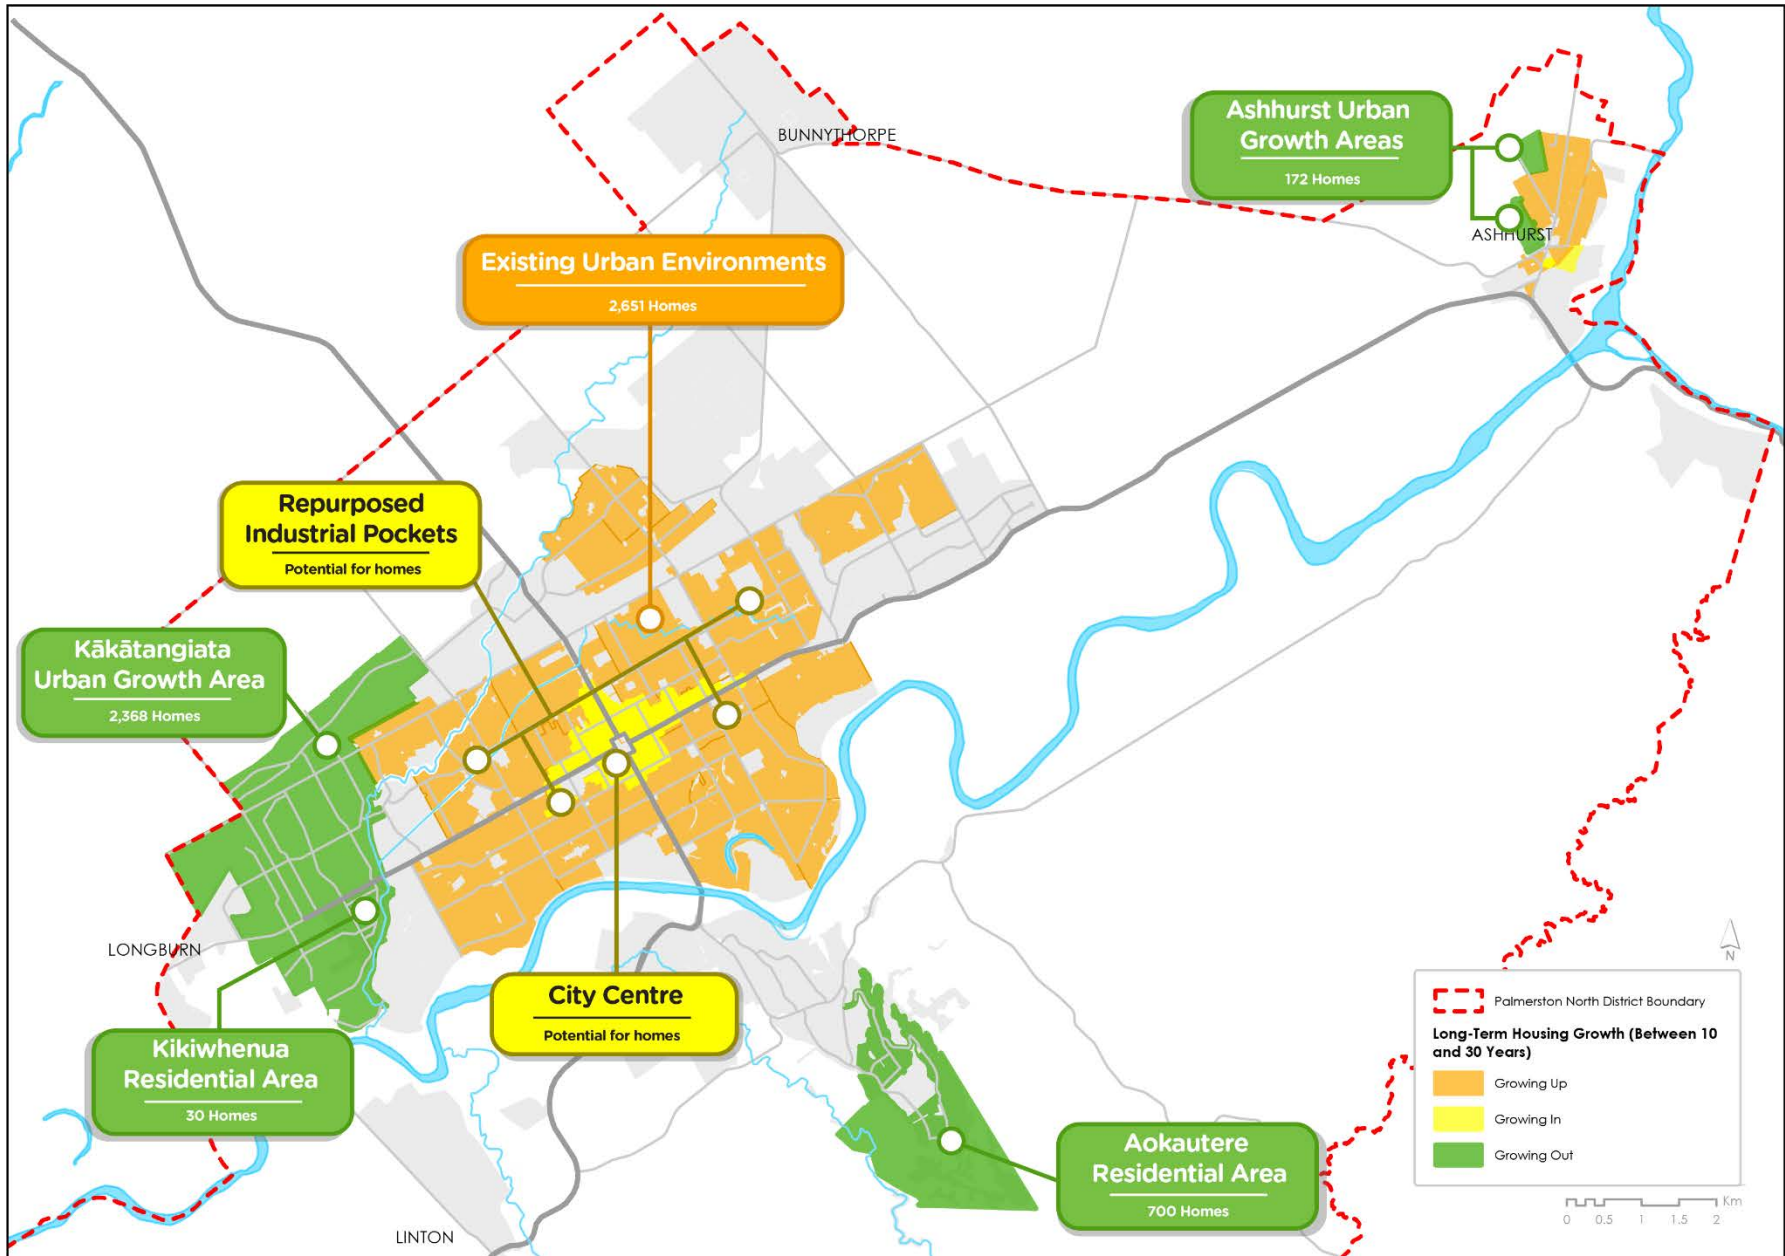 BUNNYTHORPE
Ashhurst Urban
Growth Areas
172 Homes
ASHHURST
Existing Urban Environments
2,651 Homes
Repurposed
Industrial Pockets
Potential for homes
Kākātangiata
Urban Growth Area
2,368 Homes
LONGBURN
City Centre
Potential for homes
Kikiwhenua
Residential Area
30 Homes
Aokautere
Residential Area
700 Homes
LINTON
N
Palmerston North District Boundary
Long-Term Housing Growth (Between 10
and 30 Years)
Growing Up
Growing In
Growing Out
Km
0 0.5 1 1.5 2